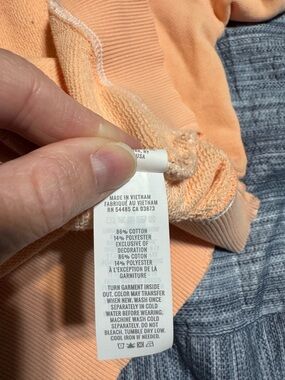 USA
MADE IN VIETNAM
FABRIQUÉ AU VIETNAM
RN 54485 CA 03673
86% COTTON
14% POLYESTER
EXCLUSIVE OF
DECORATION
86% COTON
14% POLYESTER
À L'EXCEPTION DE LA
GARNITURE
TURN GARMENT INSIDE
OUT. COLOR MAY TRANSFER
WHEN NEW. WASH ONCE
SEPARATELY IN COLD
WATER BEFORE WEARING.
MACHINE WASH COLD
SEPARATELY. DO NOT
BLEACH. TUMBLE DRY LOW.
COOL IRON IF NEEDED.